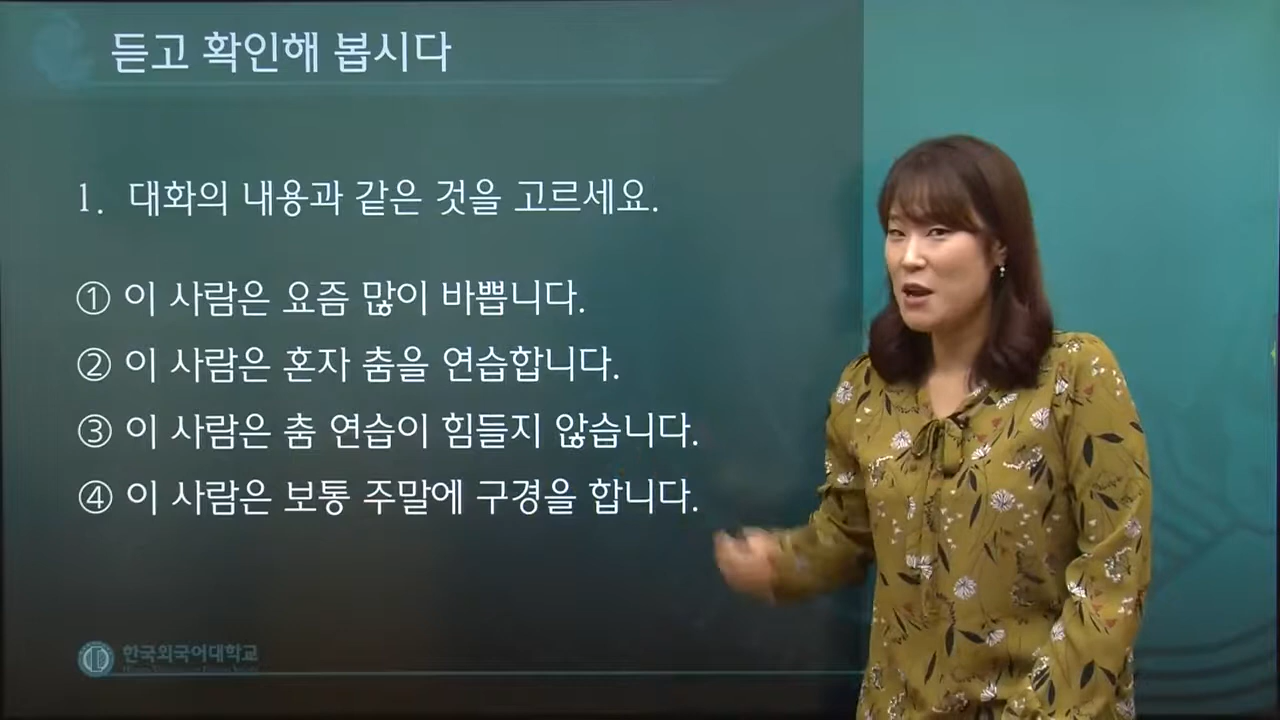 듣고 확인해 봅시다
1. 대화의 내용과 같은 것을 고르세요.
① 이 사람은 요즘 많이 바쁩니다.
② 이 사람은 혼자 춤을 연습합니다.
③ 이 사람은 춤 연습이 힘들지 않습니다.
④ 이 사람은 보통 주말에 구경을 합니다.
한국외국어대학교